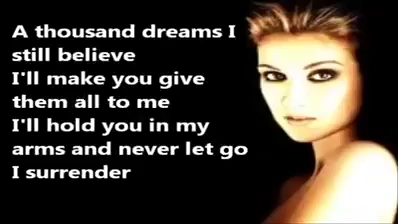 A thousand dreams I
still believe
I'll make you give
them all to me
I'll hold you in my
arms and never let go
I surrender